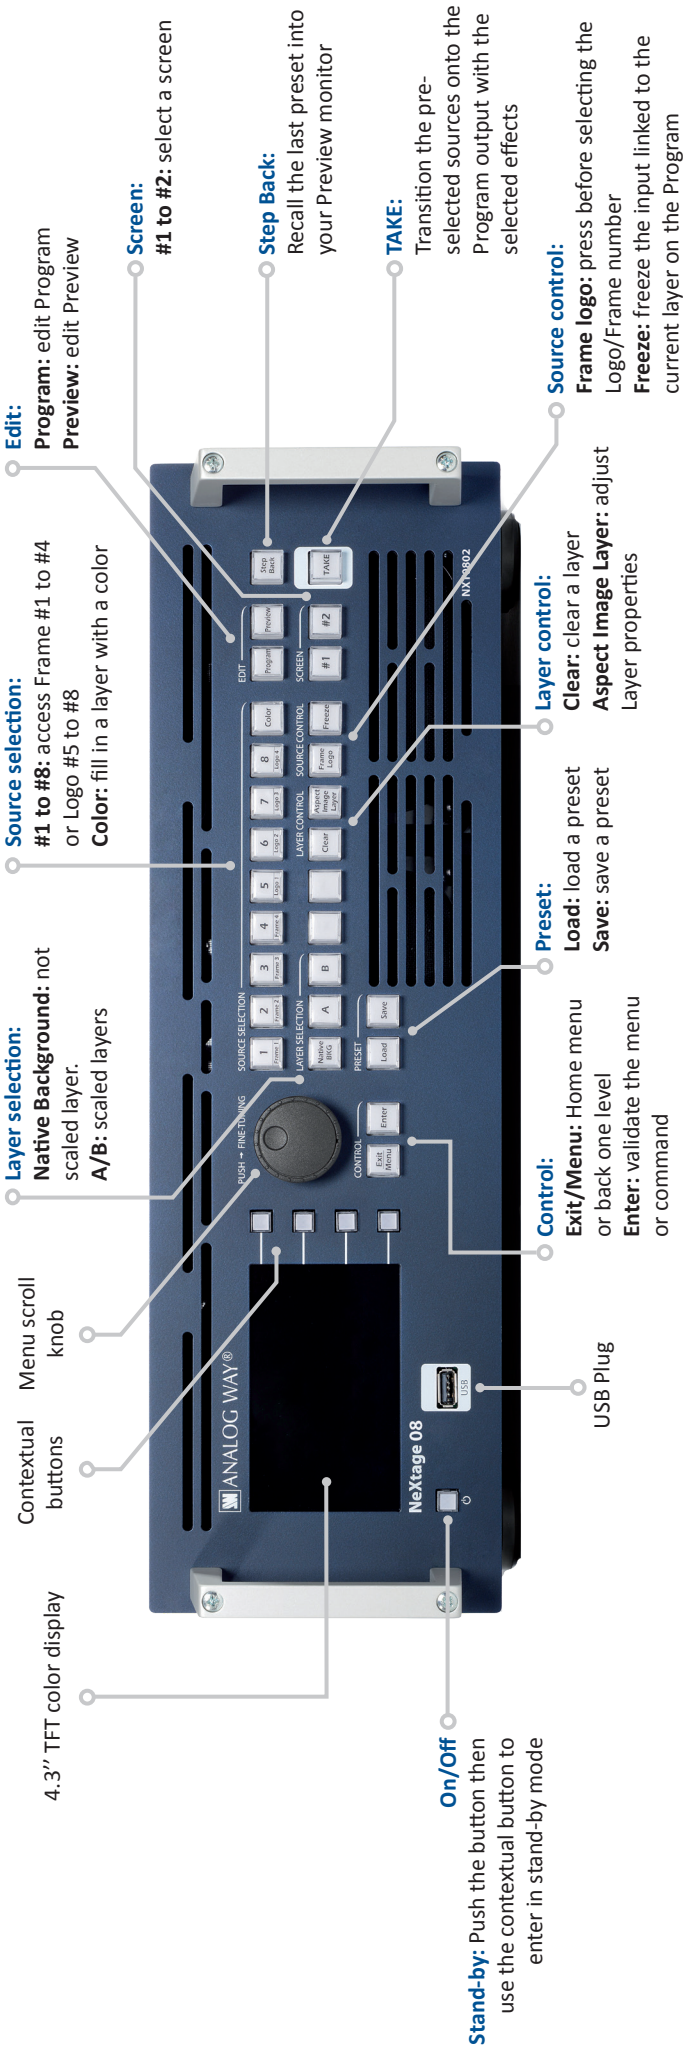 4.3’’ TFT color display
Contextual
buttons
Menu scroll
knob
Layer selection:
Native Background: not
scaled layer.
A/B: scaled layers
Source selection:
#1 to #8: access Frame #1 to #4
or Logo #5 to #8
Color: fill in a layer with a color
Edit:
Program: edit Program
Preview: edit Preview
Screen:
#1 to #2: select a screen
Step Back:
Recall the last preset into
your Preview monitor
TAKE:
Transition the pre-
selected sources onto the
Program output with the
selected effects
Source control:
Frame logo: press before selecting the
Logo/Frame number
Freeze: freeze the input linked to the
current layer on the Program
Layer control:
Clear: clear a layer
Aspect Image Layer: adjust
Layer properties
Preset:
Load: load a preset
Save: save a preset
Control:
Exit/Menu: Home menu
or back one level
Enter: validate the menu
or command
USB Plug
On/Off
Stand-by: Push the button then
use the contextual button to
enter in stand-by mode
ANALOG WAY®
NeXtage 08
USB
PUSH → FINE-TUNING
CONTROL
Exit
Menu
Enter
SOURCE SELECTION
1
Frame 1
2
Frame 2
3
Frame 3
4
Frame 4
5
Logo 1
6
Logo 2
7
Logo 3
8
Logo 4
Color
LAYER SELECTION
Native
BKG
A
B
LAYER CONTROL
Clear
Aspect
Image
Layer
SOURCE CONTROL
Frame
Logo
Freeze
PRESET
Load
Save
EDIT
Program
Preview
SCREEN
#1
#2
Step
Back
TAKE
NXT0802